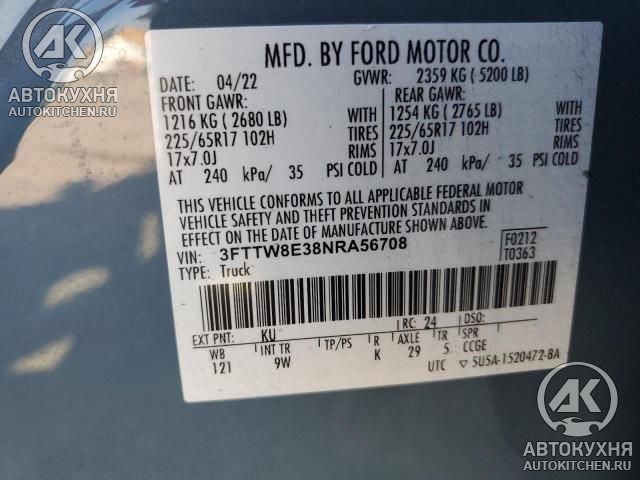 AK
АВТОКУХНЯ
AUTOKITCHEN.RU
MFD. BY FORD MOTOR CO.
DATE: 04/22 GVWR: 2359 KG ( 5200 LB)
FRONT GAWR: REAR GAWR:
1216 KG ( 2680 LB) WITH 1254 KG ( 2765 LB) WITH
225/65R17 102H TIRES 225/65R17 102H TIRES
17x7.0J RIMS 17x7.0J RIMS
AT 240 kPa/ 35 PSI COLD AT 240 kPa/ 35 PSI COLD
THIS VEHICLE CONFORMS TO ALL APPLICABLE FEDERAL MOTOR
VEHICLE SAFETY AND THEFT PREVENTION STANDARDS IN
EFFECT ON THE DATE OF MANUFACTURE SHOWN ABOVE.
VIN: 3FTTW8E38NRA56708 F0212
TYPE: Truck T0363
EXT PNT: KU RC: 24 DSO:
WB INT TR TP/PS R AXLE TR SPR
121 9W K 29 5 CCGE
UTC 5U5A-1520472-BA
AK
АВТОКУХНЯ
AUTOKITCHEN.RU